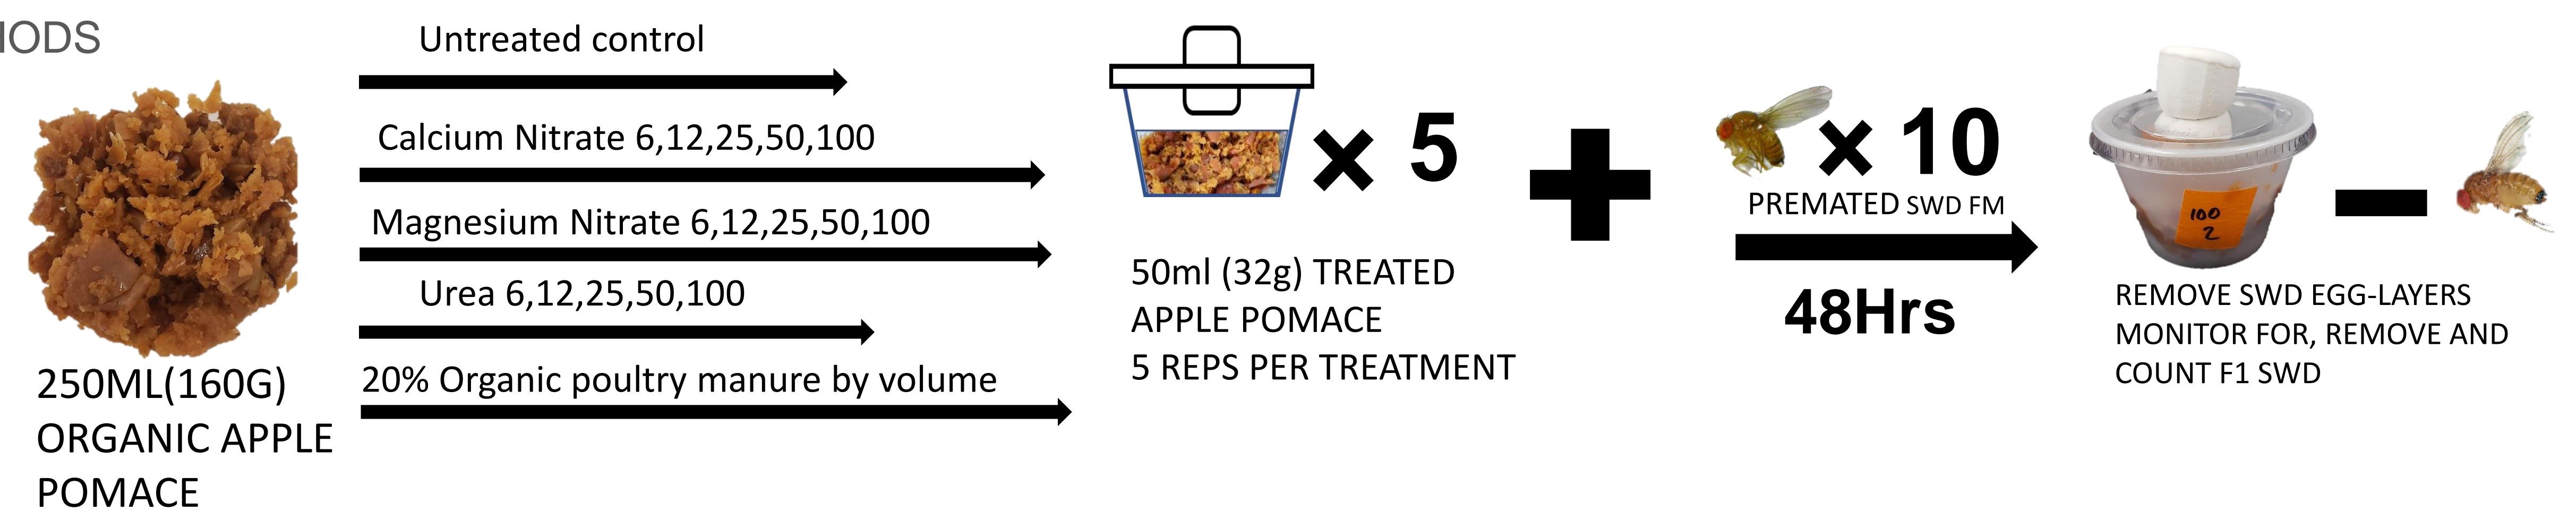 IODS
Untreated control
Calcium Nitrate 6,12,25,50,100
Magnesium Nitrate 6,12,25,50,100
Urea 6,12,25,50,100
20% Organic poultry manure by volume
250ML(160G)
ORGANIC APPLE
POMACE
× 5
50ml (32g) TREATED
APPLE POMACE
5 REPS PER TREATMENT
+
× 10
PREMATED SWD FM
48Hrs
100
2
–
REMOVE SWD EGG-LAYERS
MONITOR FOR, REMOVE AND
COUNT F1 SWD